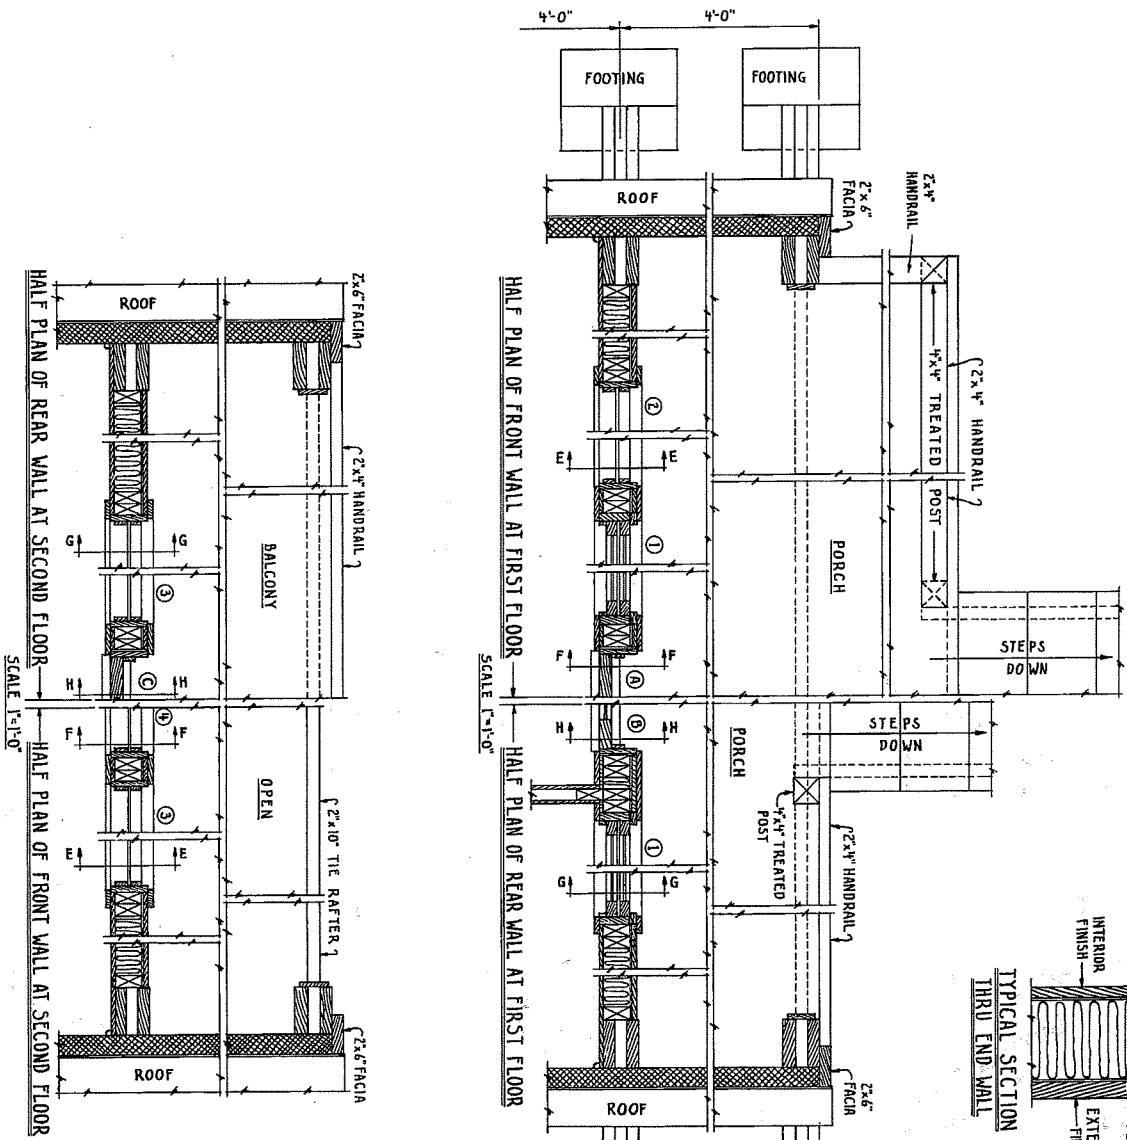 4'-0"
4'-0"
FOOTING
FOOTING
ROOF
2"x6"
FACIA
2"x4"
HANDRAIL
2"x4" HANDRAIL
4"x4" TREATED POST
PORCH
STEPS
DOWN
2
E
E
1
F
F
A
B
H
H
PORCH
STEPS
DOWN
4"x4" TREATED
POST
2"x4" HANDRAIL
1
G
G
2"x6"
FACIA
ROOF
HALF PLAN OF FRONT WALL AT FIRST FLOOR
HALF PLAN OF REAR WALL AT FIRST FLOOR
SCALE 1"=1'-0"
INTERIOR
FINISH
TYPICAL SECTION
THRU END WALL
2"x6" FACIA
ROOF
2"x4" HANDRAIL
BALCONY
G
G
3
H
H
C
4
F
F
3
E
E
OPEN
2"x10" TIE RAFTER
2"x6" FACIA
ROOF
HALF PLAN OF REAR WALL AT SECOND FLOOR
HALF PLAN OF FRONT WALL AT SECOND FLOOR
SCALE 1"=1'-0"